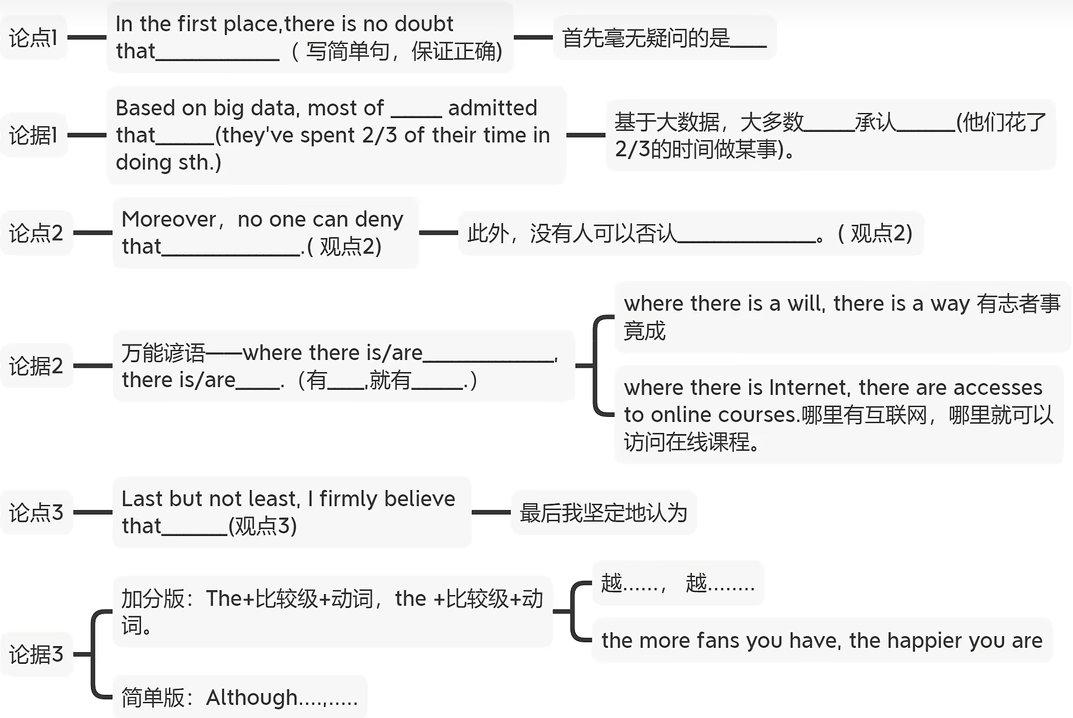 论点1
In the first place,there is no doubt
that____________（ 写简单句，保证正确)
首先毫无疑问的是____
论据1
Based on big data, most of _____ admitted
that______(they've spent 2/3 of their time in
doing sth.)
基于大数据，大多数_____承认______(他们花了
2/3的时间做某事)。
论点2
Moreover，no one can deny
that______________.( 观点2)
此外，没有人可以否认______________。( 观点2)
论据2
万能谚语——where there is/are_____________,
there is/are____.（有____,就有_____.）
where there is a will, there is a way 有志者事
竟成
where there is Internet, there are accesses
to online courses.哪里有互联网，哪里就可以
访问在线课程。
论点3
Last but not least, I firmly believe
that_______(观点3)
最后我坚定地认为
论据3
加分版：The+比较级+动词，the +比较级+动
词。
越......， 越........
the more fans you have, the happier you are
简单版：Although....,.....